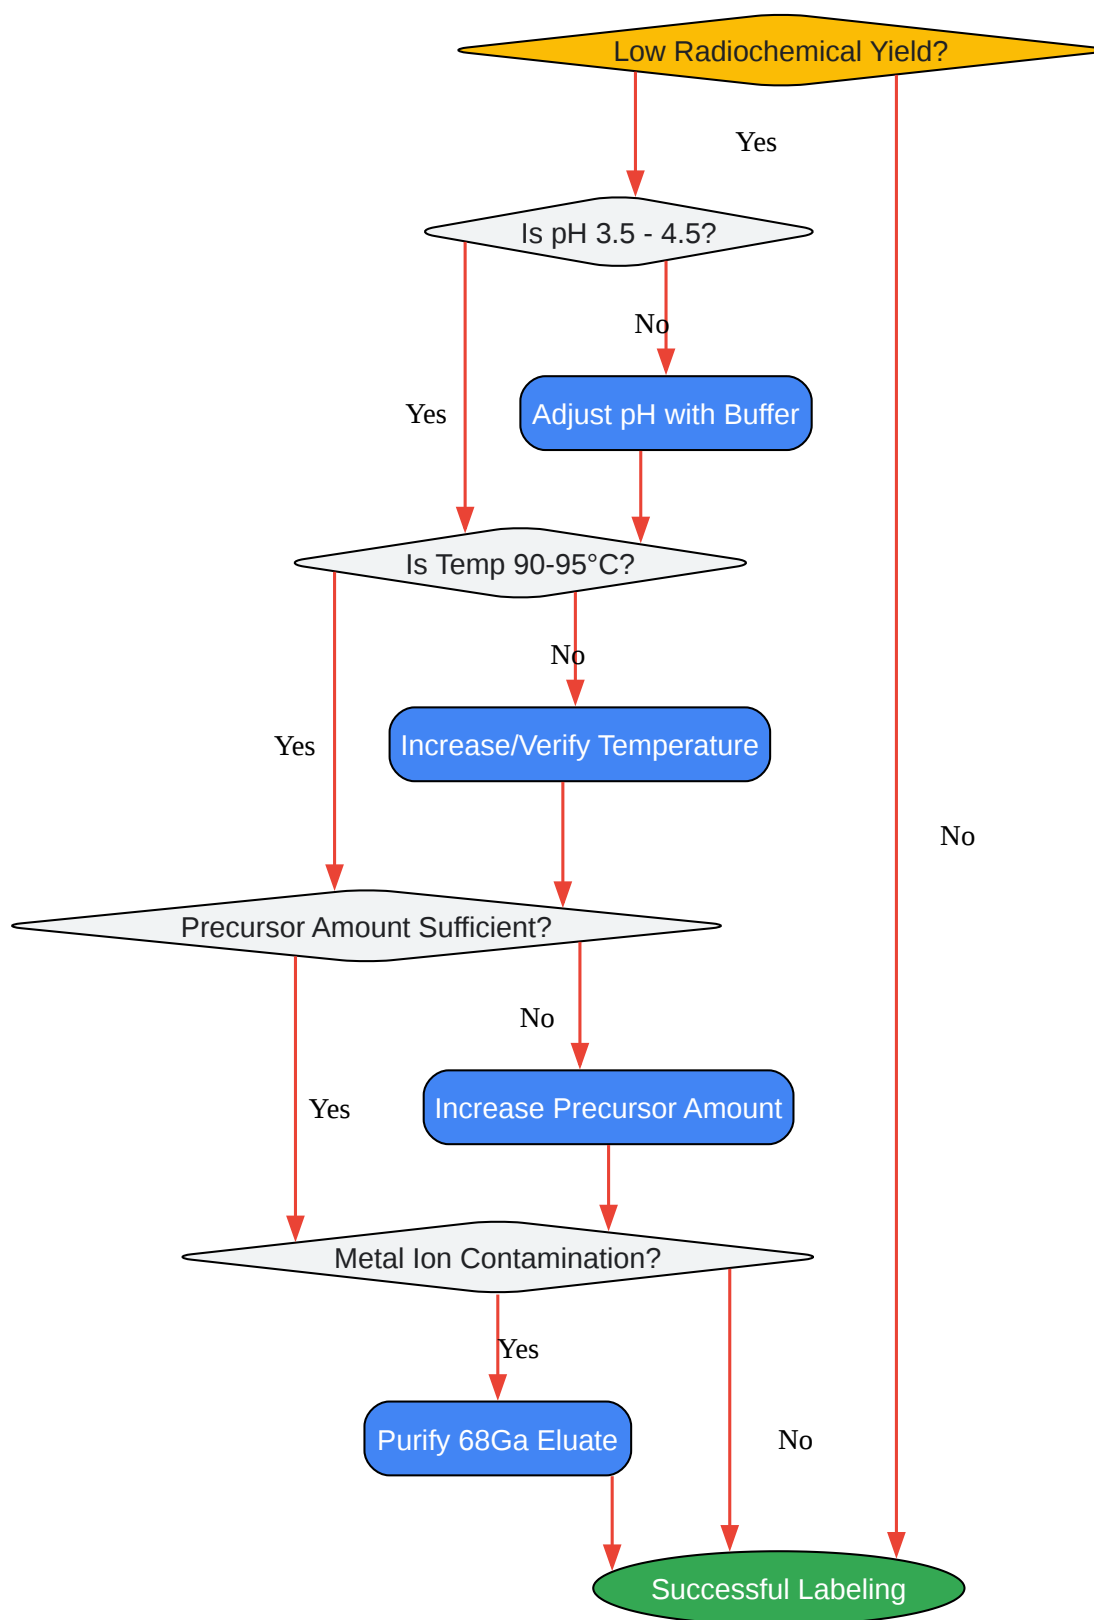 Low Radiochemical Yield?
Yes
Is pH 3.5 - 4.5?
No
Yes
Adjust pH with Buffer
Is Temp 90-95°C?
No
Yes
Increase/Verify Temperature
No
Precursor Amount Sufficient?
No
Yes
Increase Precursor Amount
Metal Ion Contamination?
Yes
Purify 68Ga Eluate
No
Successful Labeling